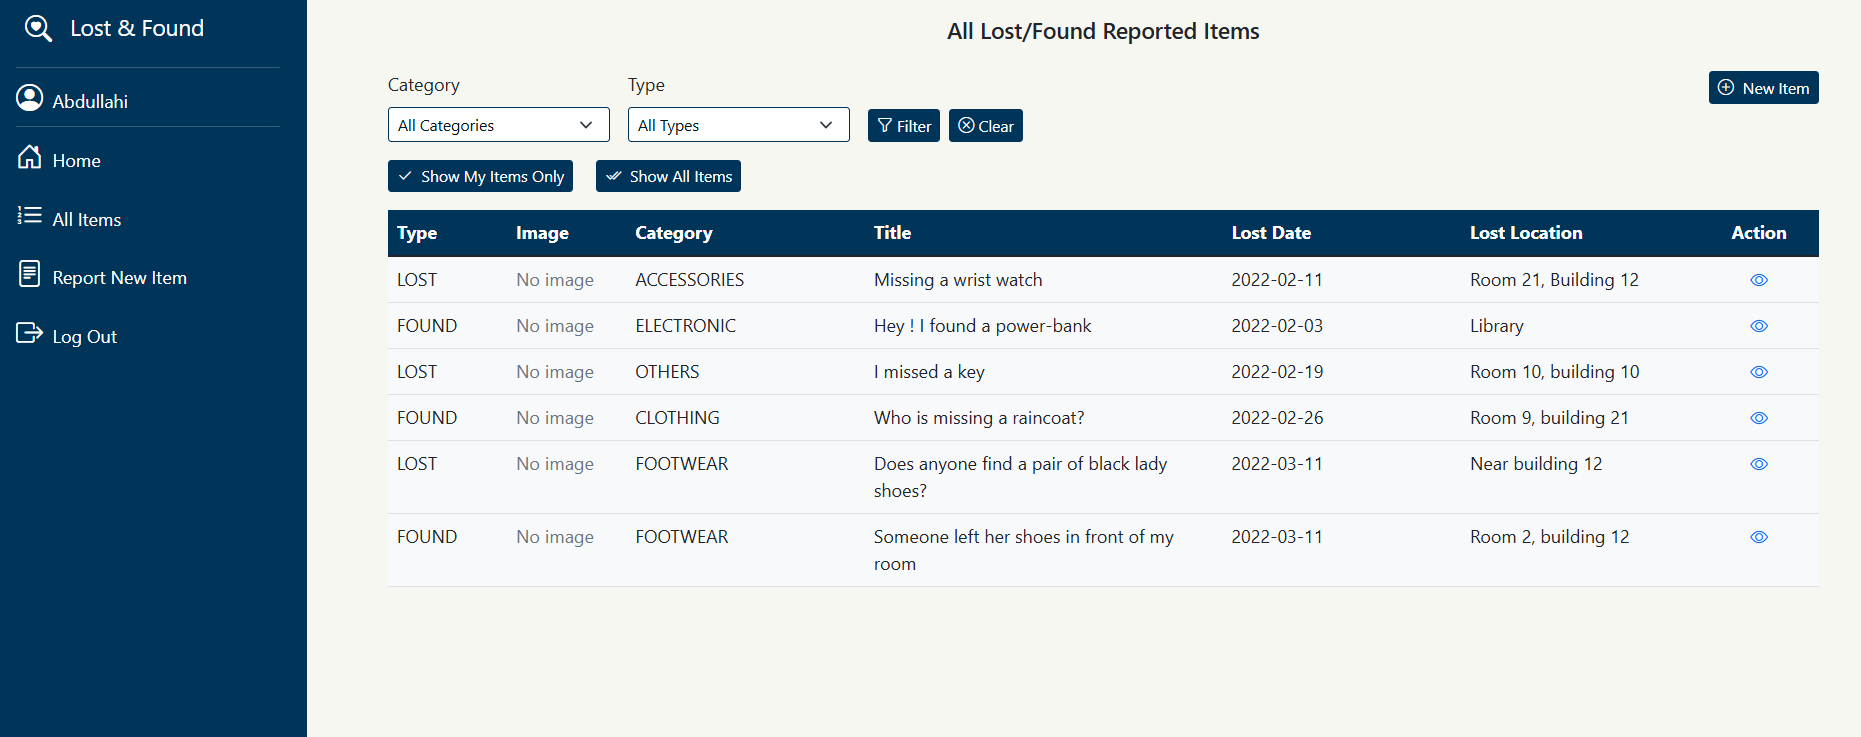 Lost & Found
Abdullahi
Home
All Items
Report New Item
Log Out
All Lost/Found Reported Items
Category Type
All Categories All Types Filter Clear
New Item
Show My Items Only Show All Items
Type Image Category Title Lost Date Lost Location Action
LOST No image ACCESSORIES Missing a wrist watch 2022-02-11 Room 21, Building 12
FOUND No image ELECTRONIC Hey ! I found a power-bank 2022-02-03 Library
LOST No image OTHERS I missed a key 2022-02-19 Room 10, building 10
FOUND No image CLOTHING Who is missing a raincoat? 2022-02-26 Room 9, building 21
LOST No image FOOTWEAR Does anyone find a pair of black lady 2022-03-11 Near building 12
shoes?
FOUND No image FOOTWEAR Someone left her shoes in front of my 2022-03-11 Room 2, building 12
room